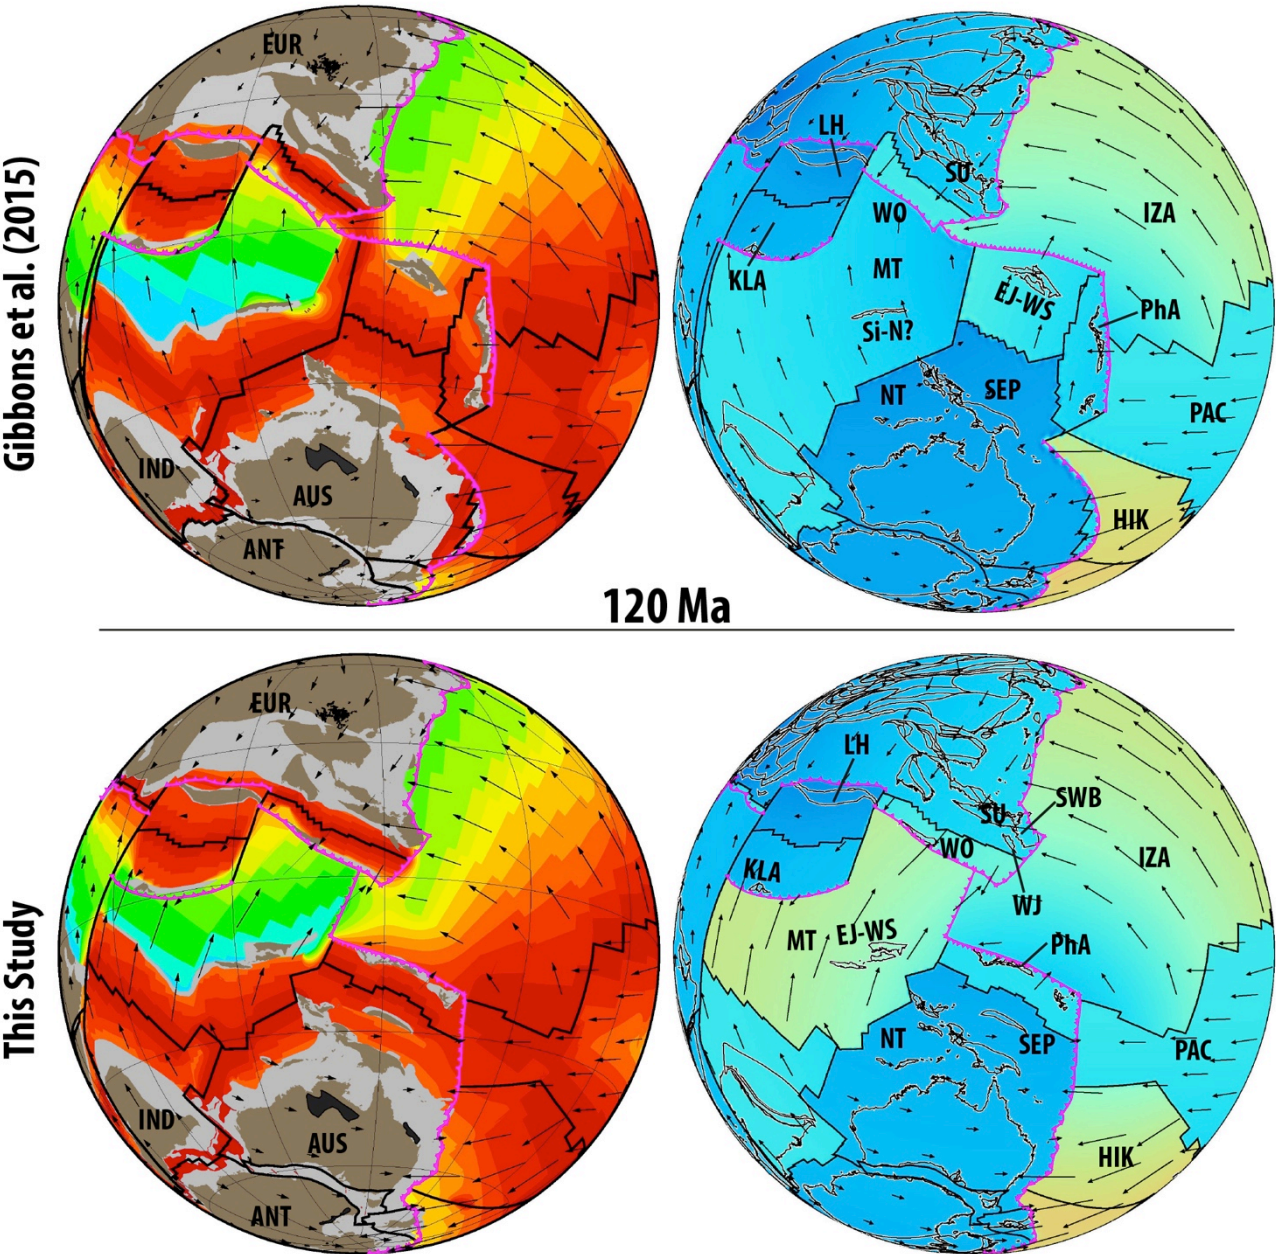 Gibbons et al. (2015)
EUR
IND
AUS
ANT
LH
SU
WO
IZA
MT
KLA
EJ-WS
PhA
Si-N?
NT
SEP
PAC
HIK
120 Ma
This Study
EUR
IND
AUS
ANT
LH
SWB
SU
WO
IZA
KLA
WJ
EJ-WS
MT
PhA
NT
SEP
PAC
HIK